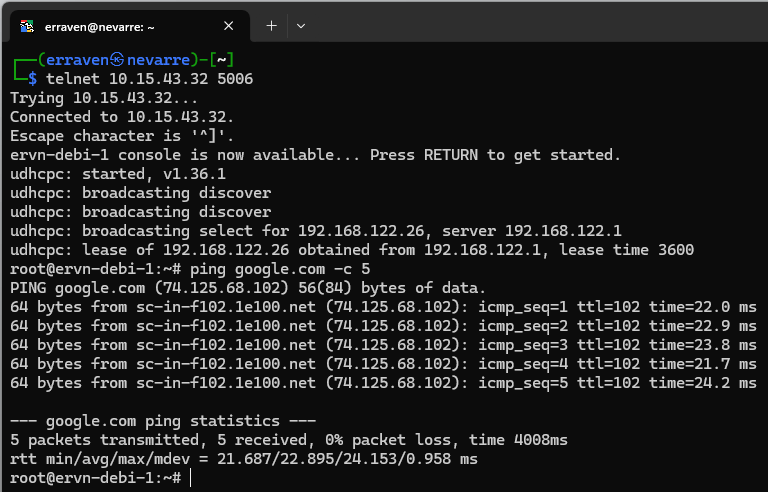 erraven@nevarre: ~
┌──(erraven㉿nevarre)-[~]
└─$ telnet 10.15.43.32 5006
Trying 10.15.43.32...
Connected to 10.15.43.32.
Escape character is '^]'.
ervn-debi-1 console is now available... Press RETURN to get started.
udhcpc: started, v1.36.1
udhcpc: broadcasting discover
udhcpc: broadcasting discover
udhcpc: broadcasting select for 192.168.122.26, server 192.168.122.1
udhcpc: lease of 192.168.122.26 obtained from 192.168.122.1, lease time 3600
root@ervn-debi-1:~# ping google.com -c 5
PING google.com (74.125.68.102) 56(84) bytes of data.
64 bytes from sc-in-f102.1e100.net (74.125.68.102): icmp_seq=1 ttl=102 time=22.0 ms
64 bytes from sc-in-f102.1e100.net (74.125.68.102): icmp_seq=2 ttl=102 time=22.9 ms
64 bytes from sc-in-f102.1e100.net (74.125.68.102): icmp_seq=3 ttl=102 time=23.8 ms
64 bytes from sc-in-f102.1e100.net (74.125.68.102): icmp_seq=4 ttl=102 time=21.7 ms
64 bytes from sc-in-f102.1e100.net (74.125.68.102): icmp_seq=5 ttl=102 time=24.2 ms
--- google.com ping statistics ---
5 packets transmitted, 5 received, 0% packet loss, time 4008ms
rtt min/avg/max/mdev = 21.687/22.895/24.153/0.958 ms
root@ervn-debi-1:~#